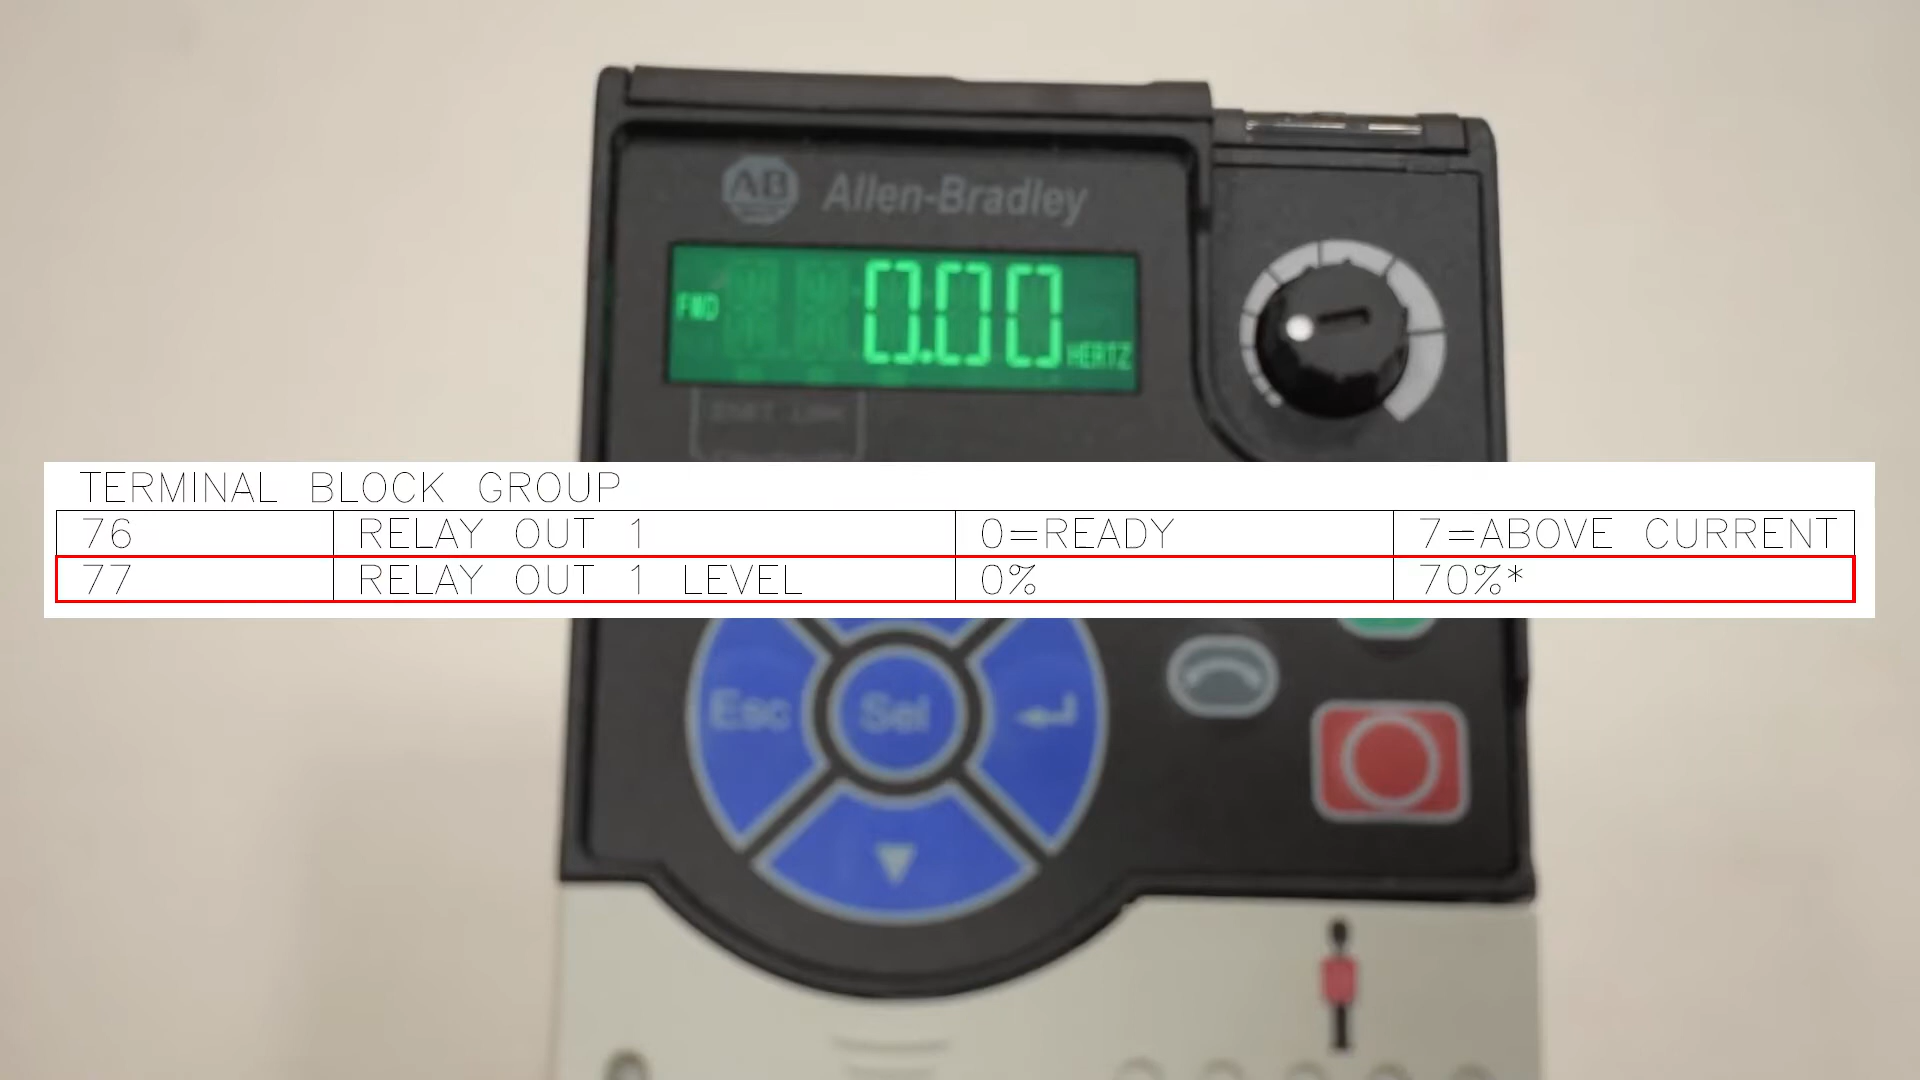 AB Allen-Bradley
FWD 0.00 HERTZ
TERMINAL BLOCK GROUP
76 RELAY OUT 1 0=READY 7=ABOVE CURRENT
77 RELAY OUT 1 LEVEL 0% 70%*
Esc Sel